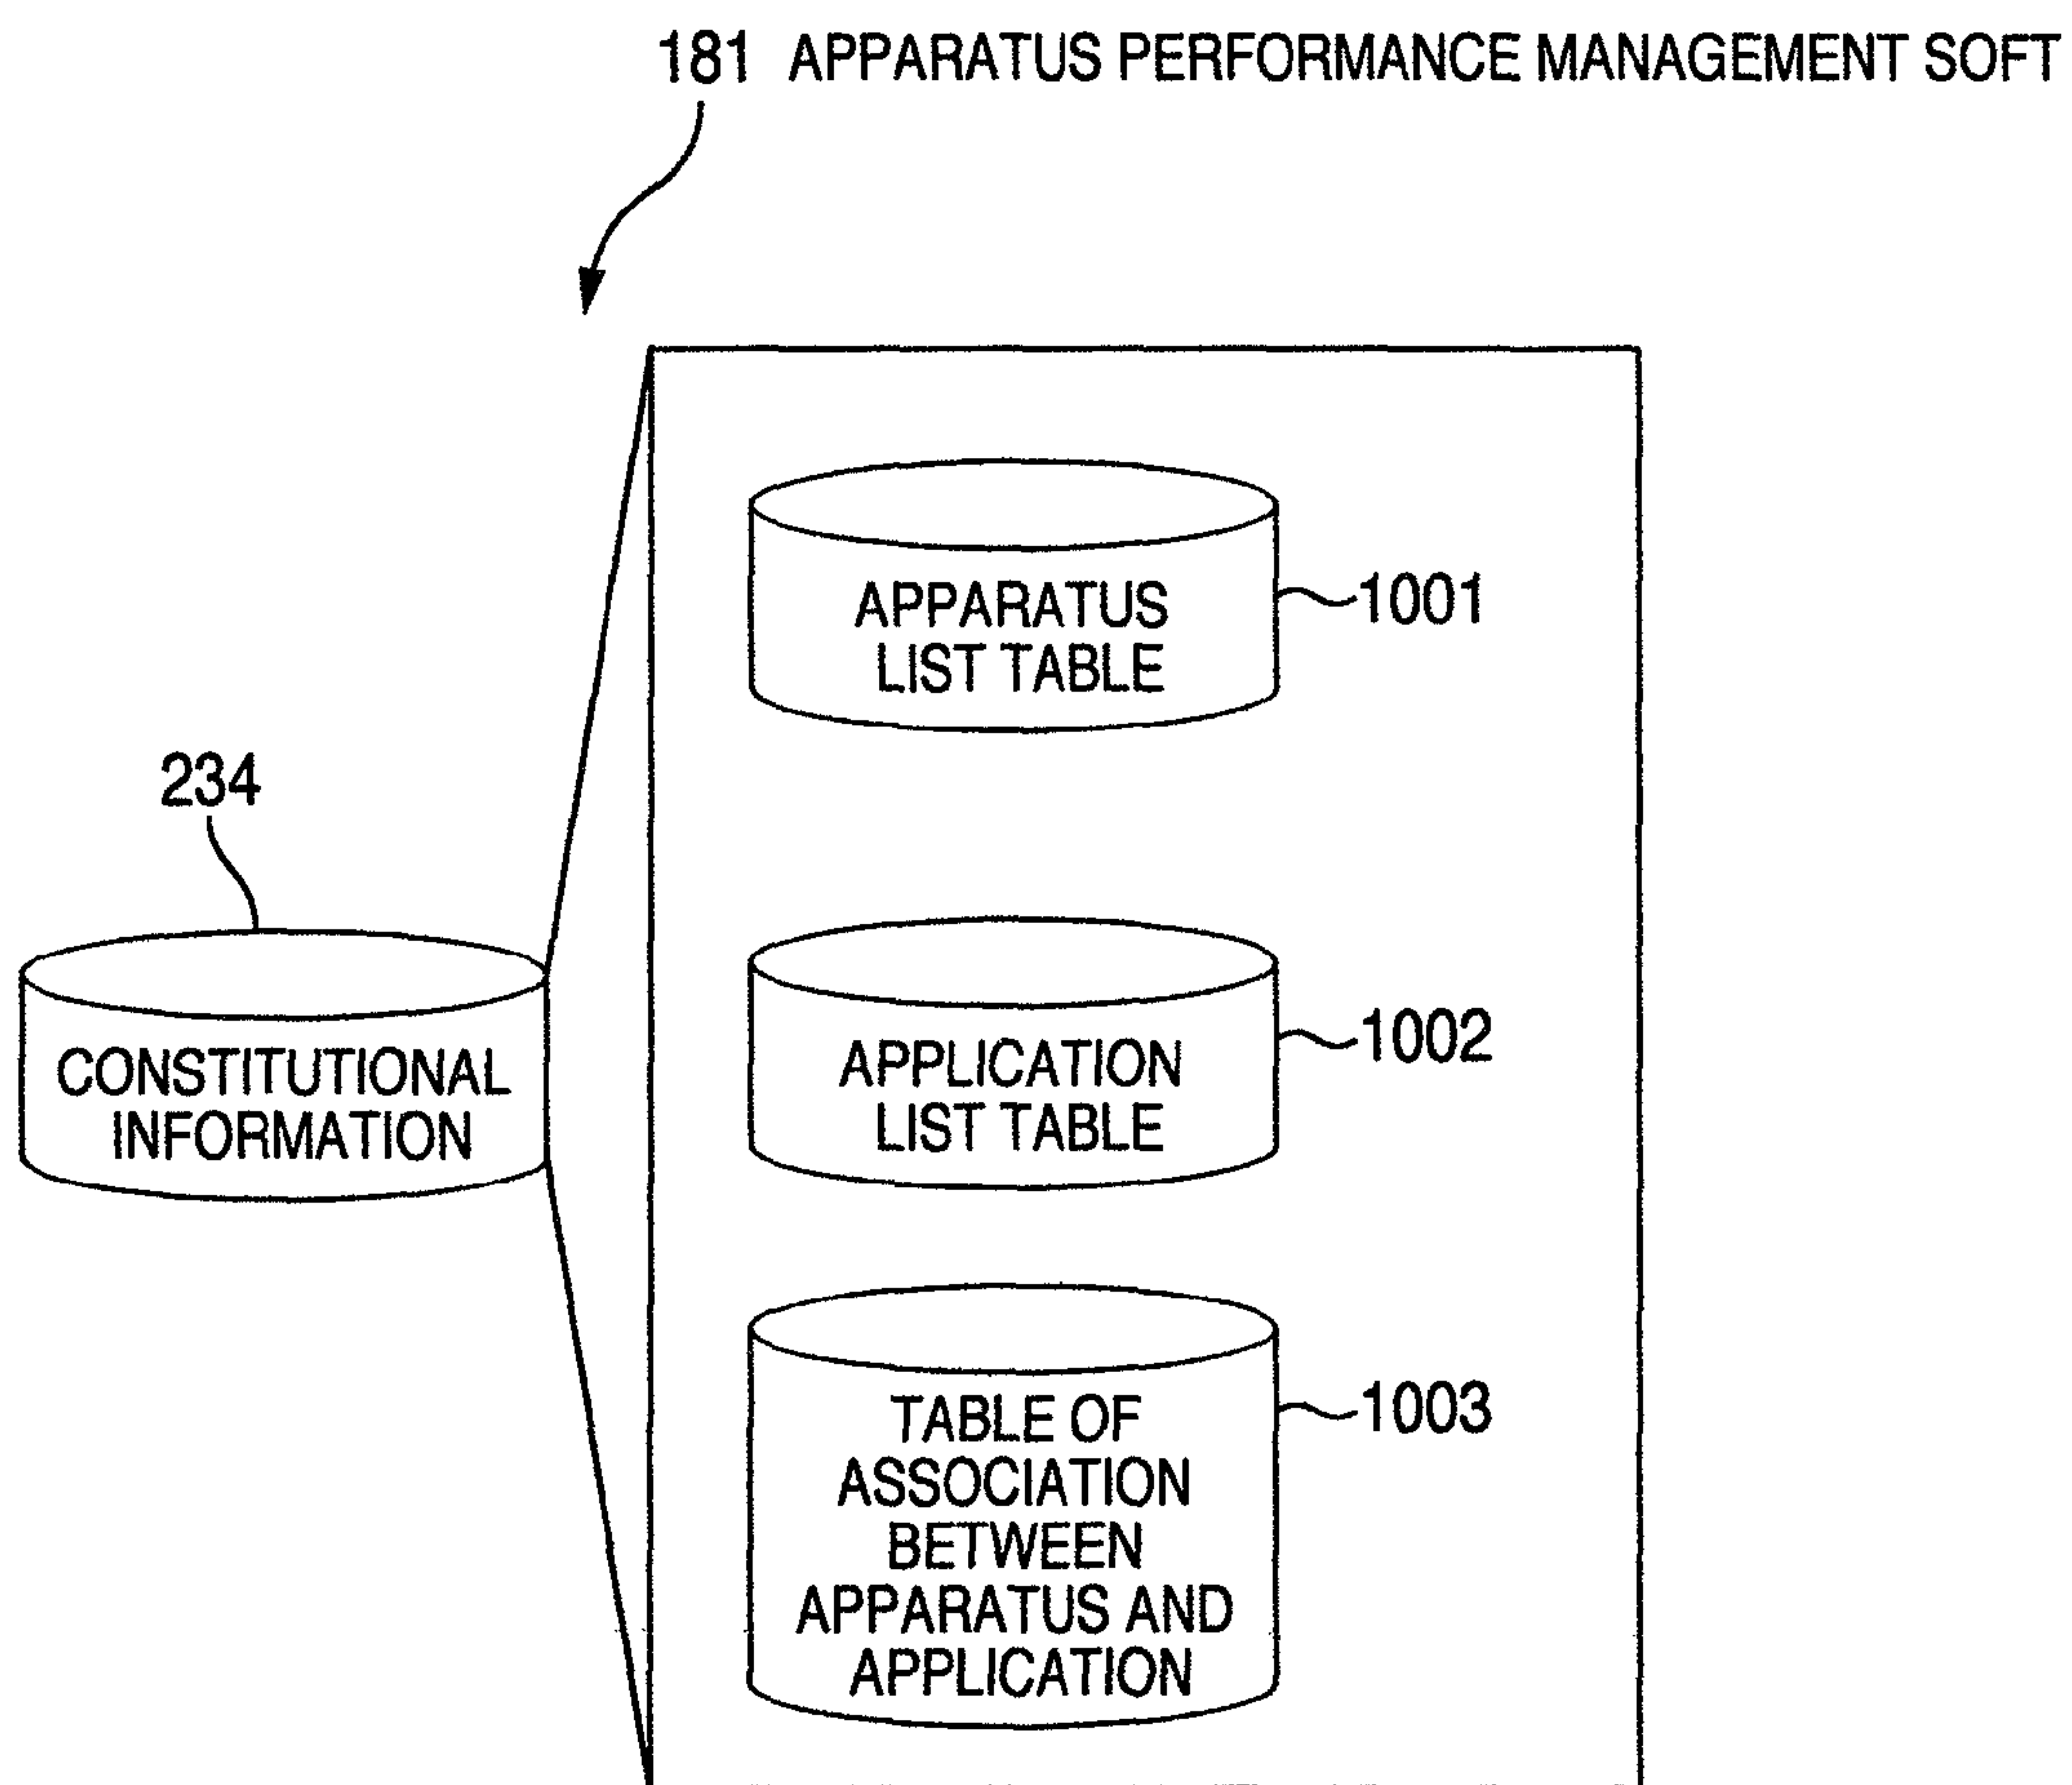 181 APPARATUS PERFORMANCE MANAGEMENT SOFT
APPARATUS
LIST TABLE
1001
234
CONSTITUTIONAL
INFORMATION
APPLICATION
LIST TABLE
1002
TABLE OF
ASSOCIATION
BETWEEN
APPARATUS AND
APPLICATION
1003